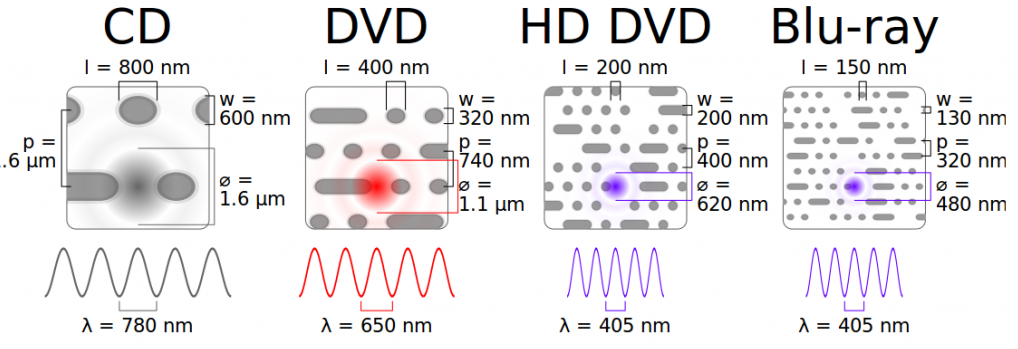 CD
l = 800 nm
w =
600 nm
p =
.6 µm
⌀ =
1.6 µm
λ = 780 nm
DVD
l = 400 nm
w =
320 nm
p =
740 nm
⌀ =
1.1 µm
λ = 650 nm
HD DVD
l = 200 nm
w =
200 nm
p =
400 nm
⌀ =
620 nm
λ = 405 nm
Blu-ray
l = 150 nm
w =
130 nm
p =
320 nm
⌀ =
480 nm
λ = 405 nm